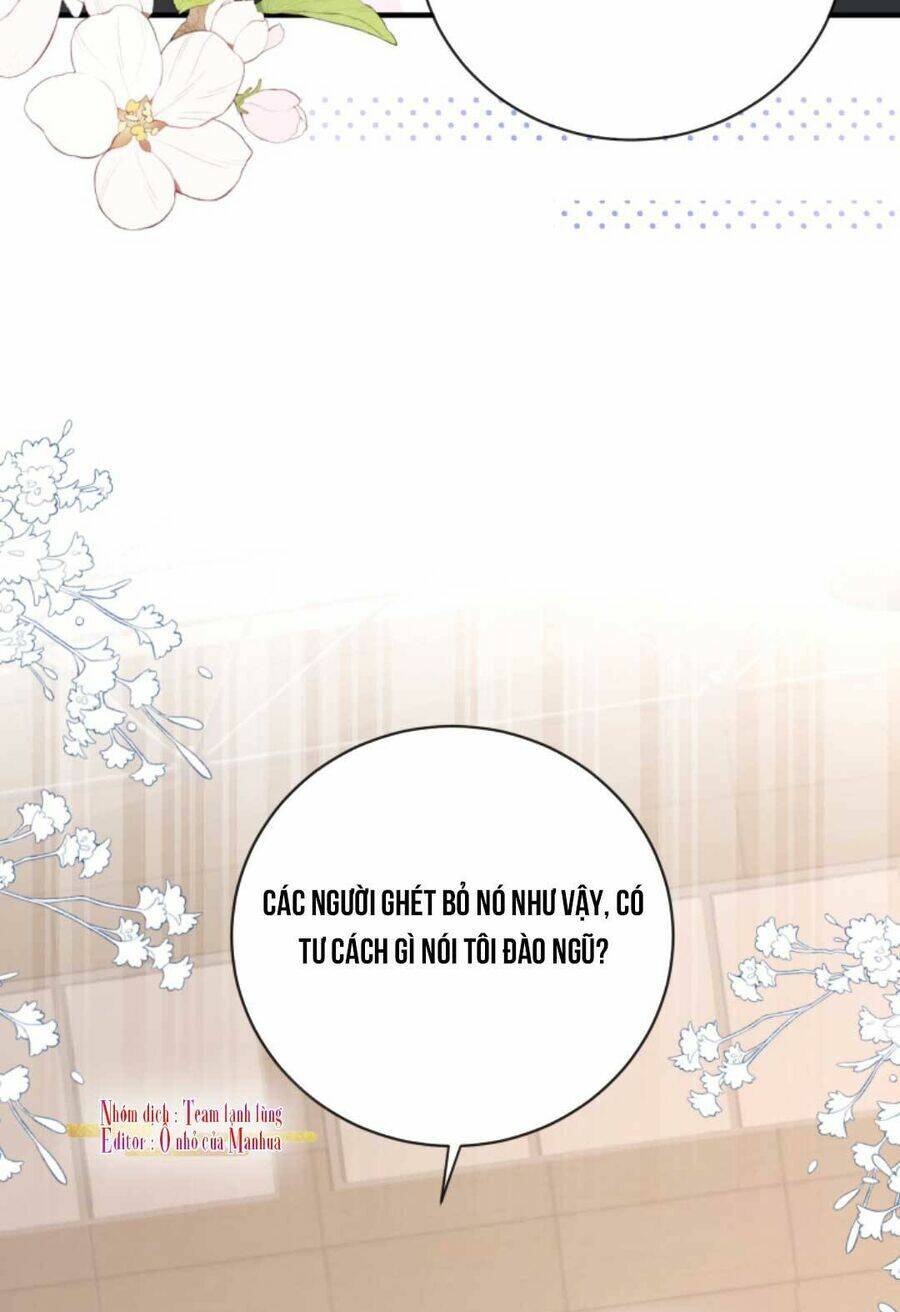 CÁC NGƯỜI GHÉT BỎ NÓ NHƯ VẬY, CÓ
TƯ CÁCH GÌ NÓI TÔI ĐÀO NGŨ?
Nhóm dịch : Team lạnh lùng
Editor : Ô nhỏ của Manhua